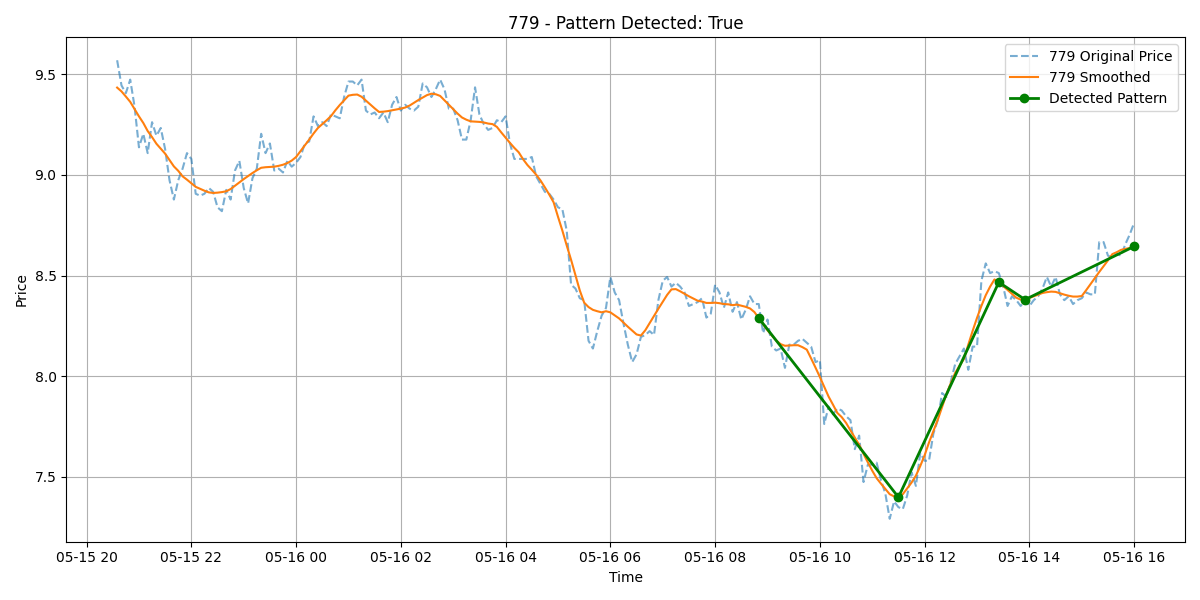 779 - Pattern Detected: True
779 Original Price
779 Smoothed
Detected Pattern
Price
9.5
9.0
8.5
8.0
7.5
05-15 20
05-15 22
05-16 00
05-16 02
05-16 04
05-16 06
05-16 08
05-16 10
05-16 12
05-16 14
05-16 16
Time